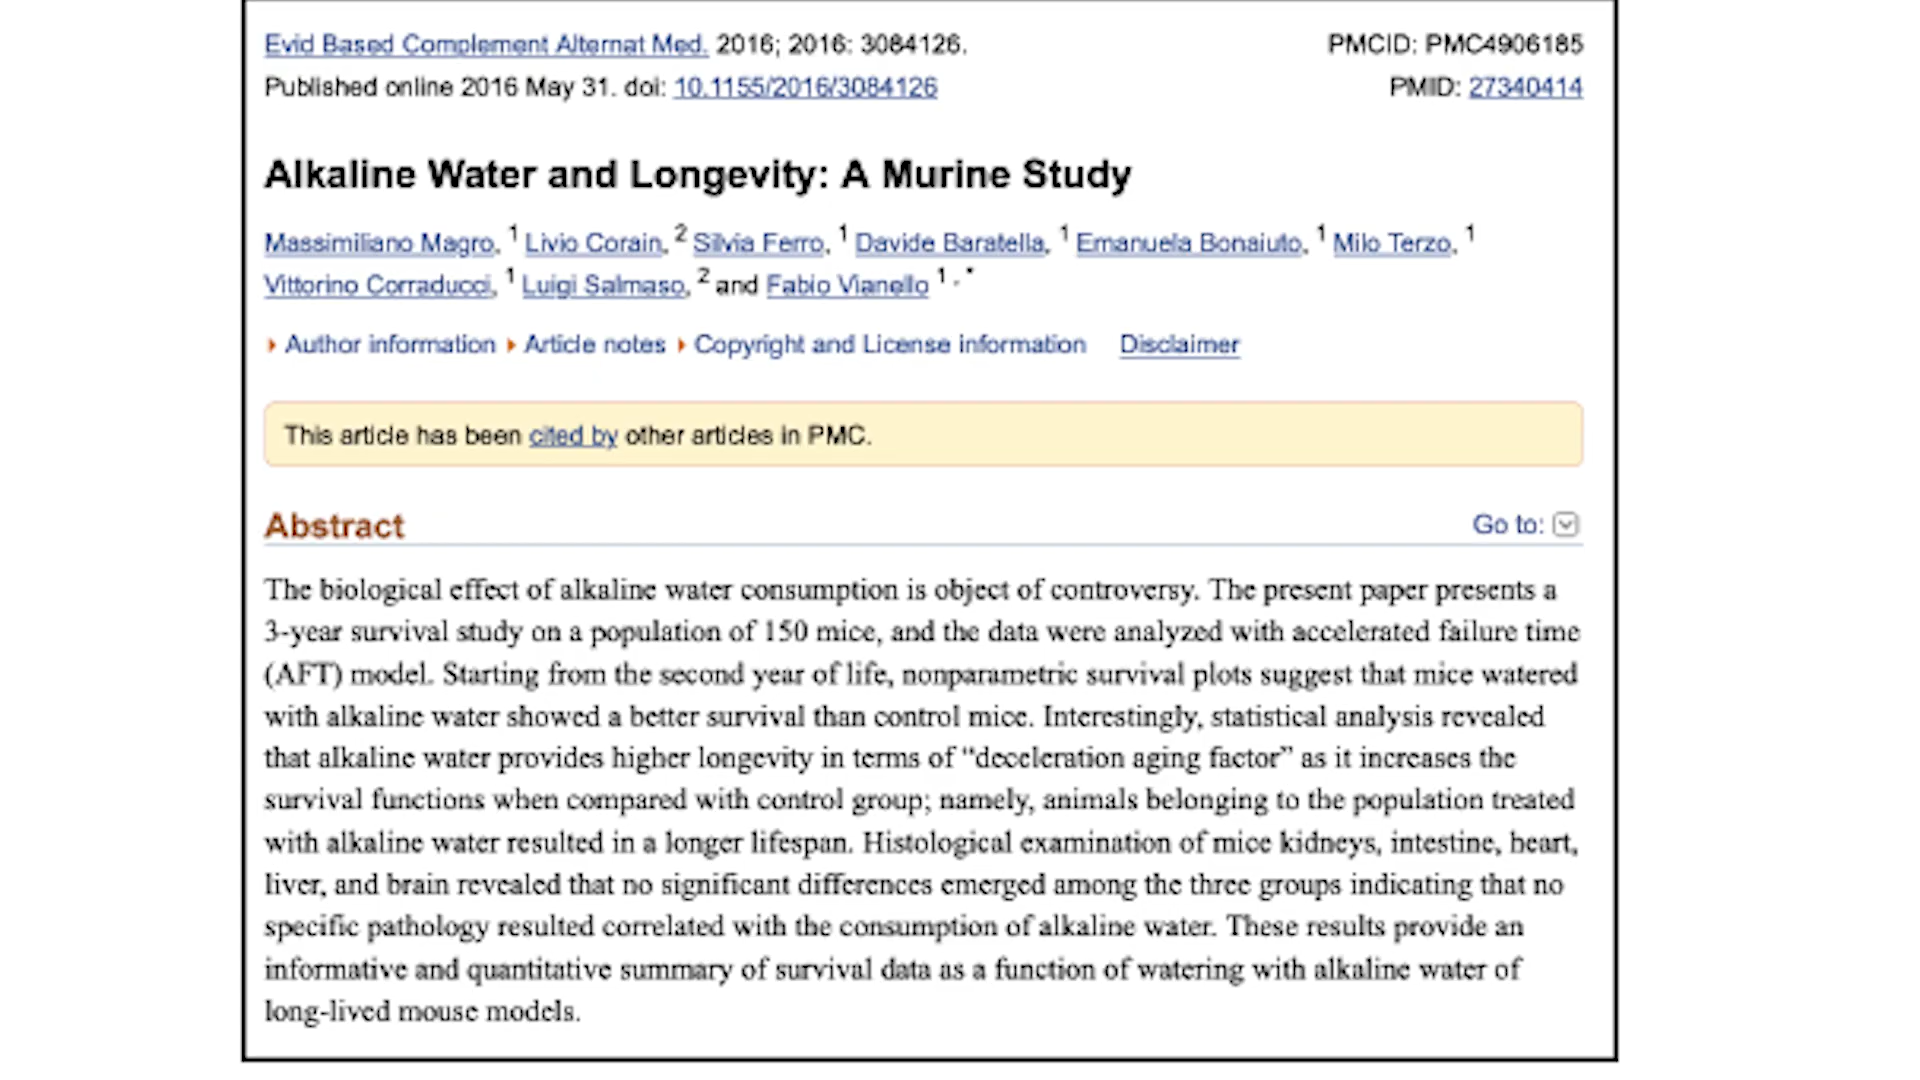 Evid Based Complement Alternat Med. 2016; 2016: 3084126. PMCID: PMC4906185
Published online 2016 May 31. doi: 10.1155/2016/3084126 PMID: 27340414
Alkaline Water and Longevity: A Murine Study
Massimiliano Magro, 1 Livio Corain, 2 Silvia Ferro, 1 Davide Baratella, 1 Emanuela Bonaiuto, 1 Milo Terzo, 1
Vittorino Corraducci, 1 Luigi Salmaso, 2 and Fabio Vianello 1, *
Author information Article notes Copyright and License information Disclaimer
This article has been cited by other articles in PMC.
Abstract Go to:
The biological effect of alkaline water consumption is object of controversy. The present paper presents a
3-year survival study on a population of 150 mice, and the data were analyzed with accelerated failure time
(AFT) model. Starting from the second year of life, nonparametric survival plots suggest that mice watered
with alkaline water showed a better survival than control mice. Interestingly, statistical analysis revealed
that alkaline water provides higher longevity in terms of “deceleration aging factor” as it increases the
survival functions when compared with control group; namely, animals belonging to the population treated
with alkaline water resulted in a longer lifespan. Histological examination of mice kidneys, intestine, heart,
liver, and brain revealed that no significant differences emerged among the three groups indicating that no
specific pathology resulted correlated with the consumption of alkaline water. These results provide an
informative and quantitative summary of survival data as a function of watering with alkaline water of
long-lived mouse models.